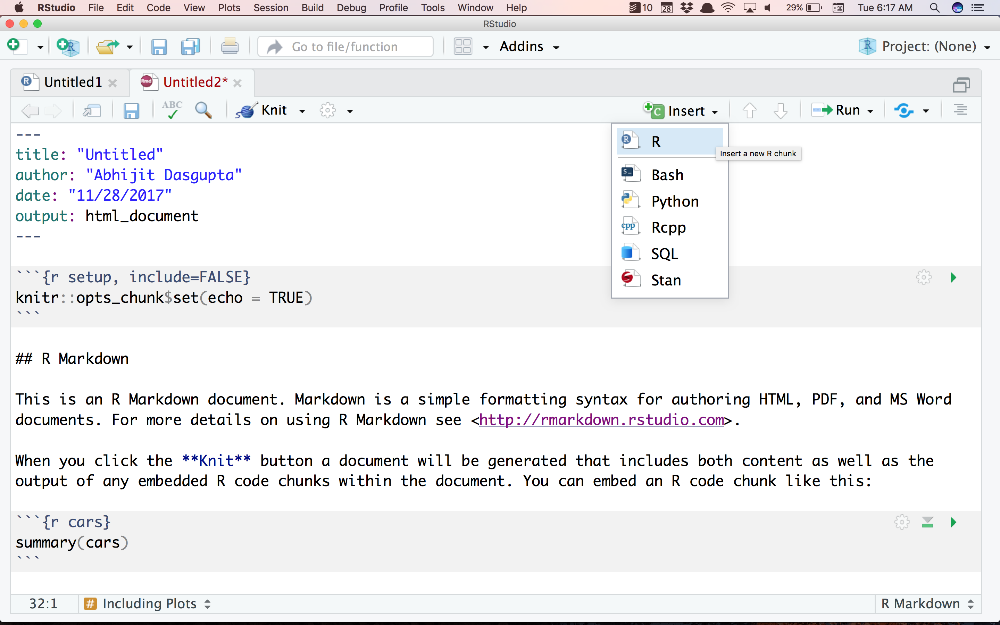 RStudio File Edit Code View Plots Session Build Debug Profile Tools Window Help 10 28 29% Tue 6:17 AM
RStudio
R Go to file/function Addins R Project: (None)
R Untitled1 Rmd Untitled2*
ABC Knit C Insert Run
---
title: "Untitled"
author: "Abhijit Dasgupta"
date: "11/28/2017"
output: html_document
---
R R
Insert a new R chunk
S_ Bash
Python
cpp Rcpp
SQL
Stan
```{r setup, include=FALSE}
knitr::opts_chunk$set(echo = TRUE)
```
## R Markdown
This is an R Markdown document. Markdown is a simple formatting syntax for authoring HTML, PDF, and MS Word
documents. For more details on using R Markdown see <http://rmarkdown.rstudio.com>.
When you click the **Knit** button a document will be generated that includes both content as well as the
output of any embedded R code chunks within the document. You can embed an R code chunk like this:
```{r cars}
summary(cars)
```
32:1 # Including Plots R Markdown